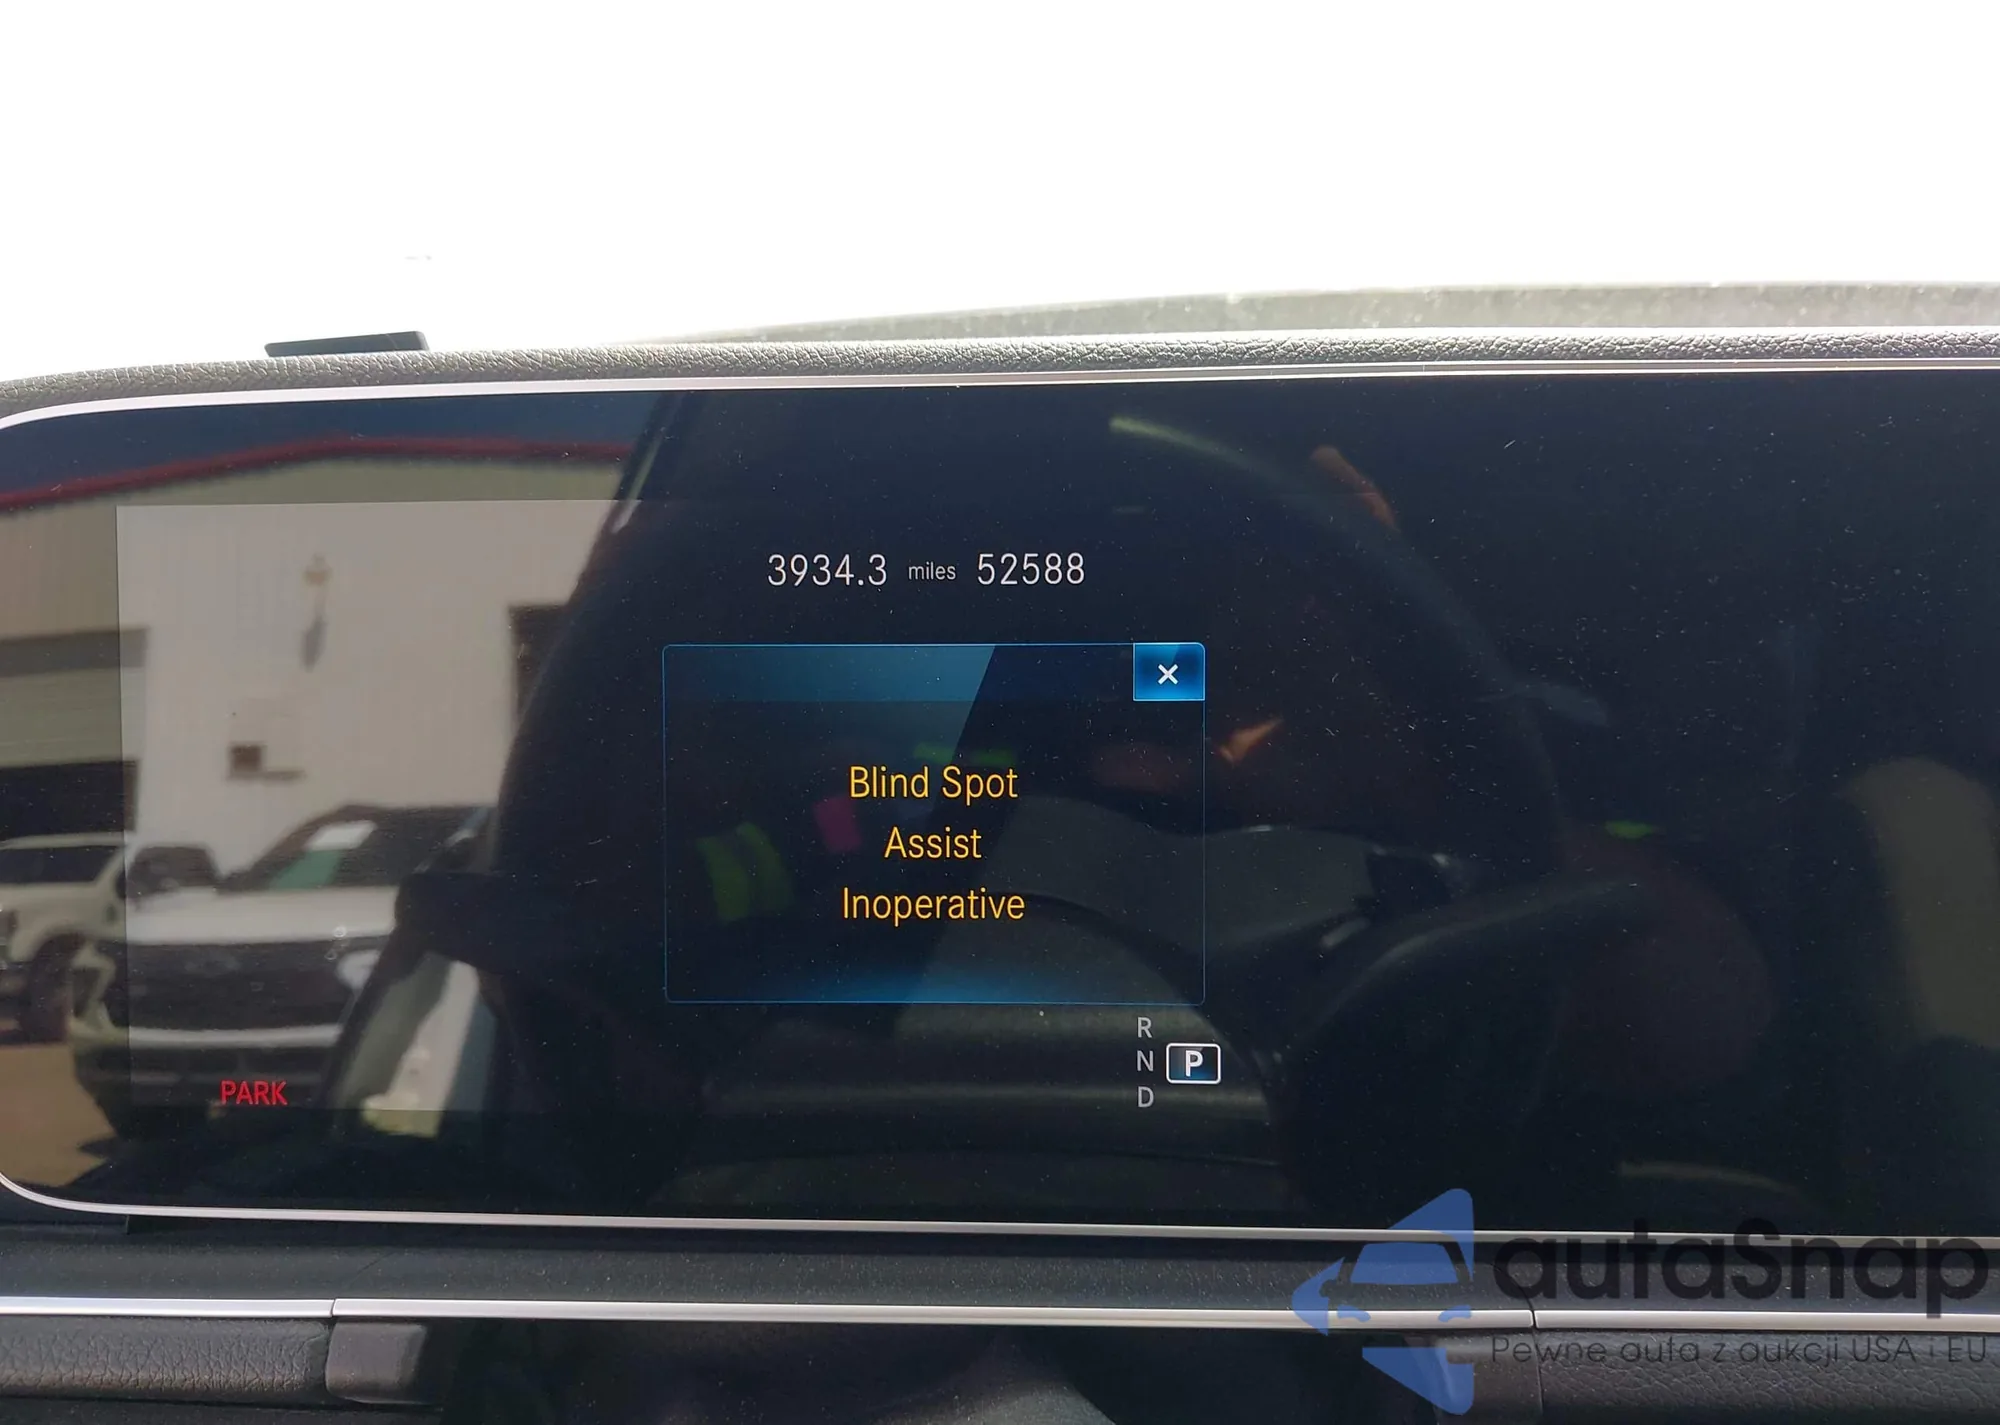 3934.3 miles 52588
×
Blind Spot
Assist
Inoperative
R
N P
D
PARK
autaSnap
Pewne auta z aukcji USA i EU